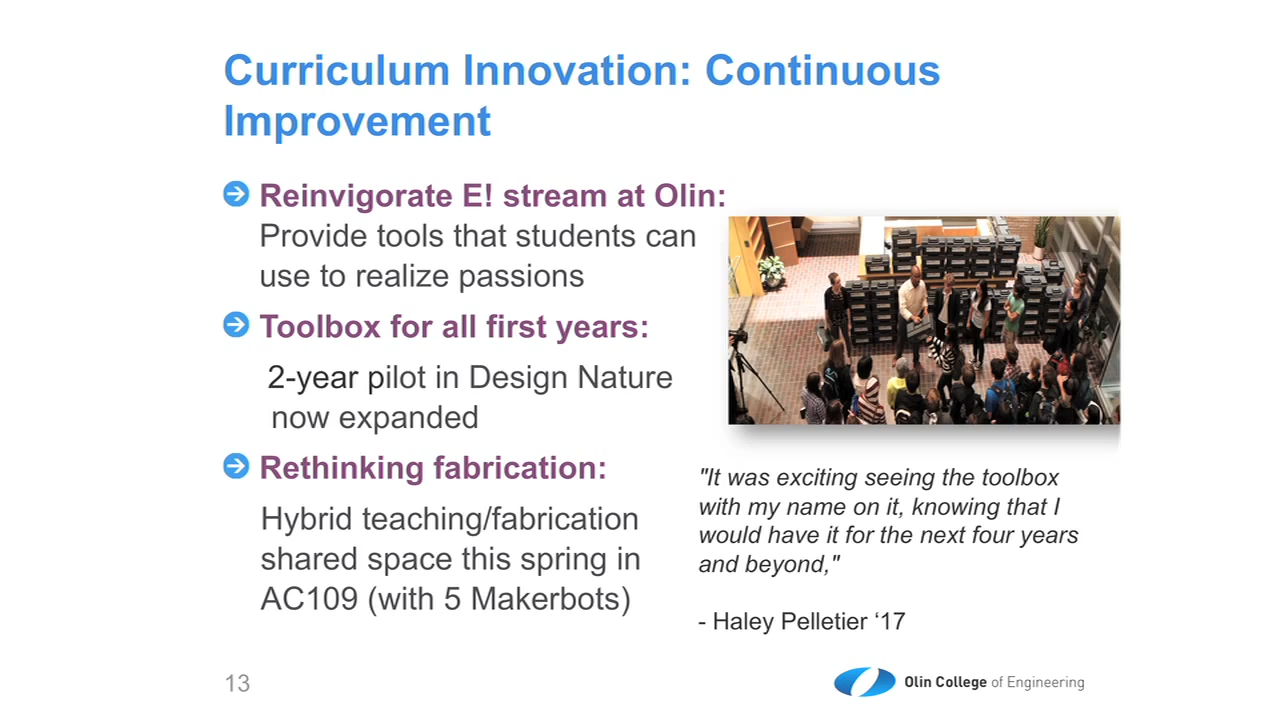 Curriculum Innovation: Continuous
Improvement
Reinvigorate E! stream at Olin:
Provide tools that students can
use to realize passions
Toolbox for all first years:
2-year pilot in Design Nature
now expanded
Rethinking fabrication:
Hybrid teaching/fabrication
shared space this spring in
AC109 (with 5 Makerbots)
"It was exciting seeing the toolbox
with my name on it, knowing that I
would have it for the next four years
and beyond,"
- Haley Pelletier ‘17
13
Olin College of Engineering